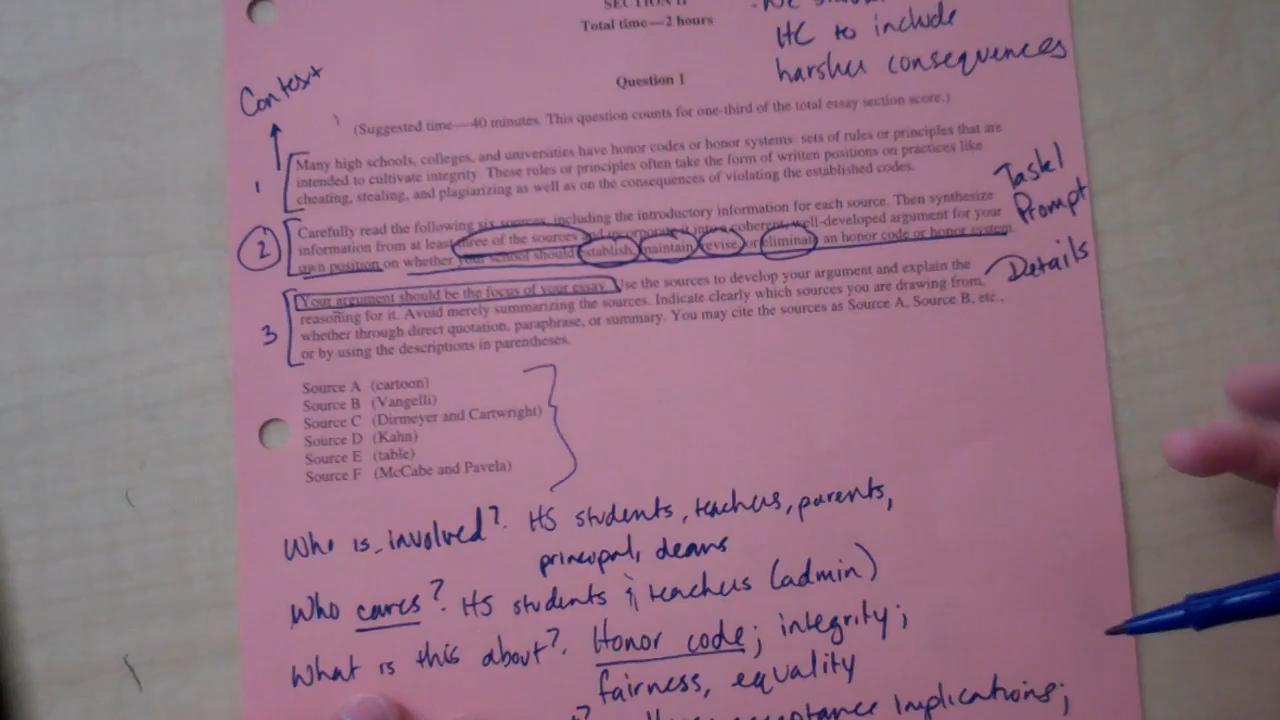 SECTION II
Total time—2 hours
HC to include
harsher consequences
Question 1
Context
(Suggested time—40 minutes. This question counts for one-third of the total essay section score.)
1
Many high schools, colleges, and universities have honor codes or honor systems: sets of rules or principles that are
intended to cultivate integrity. These rules or principles often take the form of written positions on practices like
cheating, stealing, and plagiarizing as well as on the consequences of violating the established codes.
Task/
Prompt
2
Carefully read the following six sources, including the introductory information for each source. Then synthesize
information from at least three of the sources and incorporate it into a coherent, well-developed argument for your
own position on whether your school should establish, maintain, revise, or eliminate an honor code or honor system.
Details
3
Your argument should be the focus of your essay. Use the sources to develop your argument and explain the
reasoning for it. Avoid merely summarizing the sources. Indicate clearly which sources you are drawing from,
whether through direct quotation, paraphrase, or summary. You may cite the sources as Source A, Source B, etc.,
or by using the descriptions in parentheses.
Source A (cartoon)
Source B (Vangelli)
Source C (Dirmeyer and Cartwright)
Source D (Kahn)
Source E (table)
Source F (McCabe and Pavela)
Who is involved? HS students, teachers, parents,
principal, deans
Who cares? HS students & teachers (admin)
What is this about? Honor code; integrity;
fairness, equality
implications;